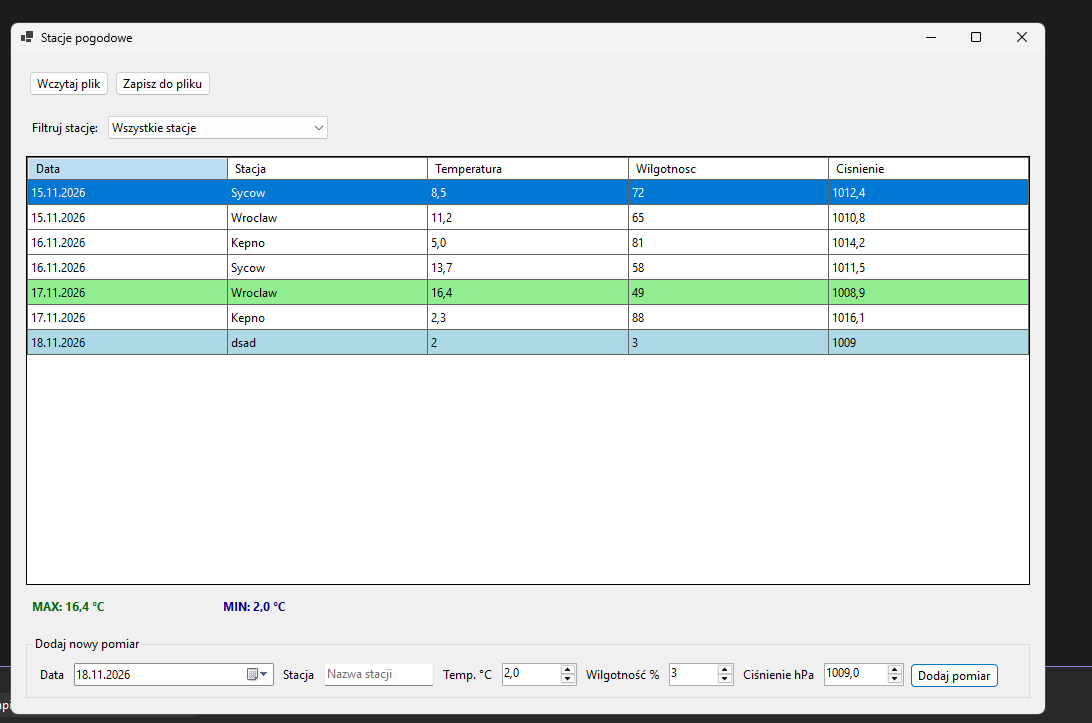 Stacje pogodowe
Wczytaj plik Zapisz do pliku
Filtruj stację: Wszystkie stacje
Data Stacja Temperatura Wilgotnosc Cisnienie
15.11.2026 Sycow 8,5 72 1012,4
15.11.2026 Wroclaw 11,2 65 1010,8
16.11.2026 Kepno 5,0 81 1014,2
16.11.2026 Sycow 13,7 58 1011,5
17.11.2026 Wroclaw 16,4 49 1008,9
17.11.2026 Kepno 2,3 88 1016,1
18.11.2026 dsad 2 3 1009
MAX: 16,4 °C MIN: 2,0 °C
Dodaj nowy pomiar
Data 18.11.2026 Stacja Nazwa stacji Temp. °C 2,0 Wilgotność % 3 Ciśnienie hPa 1009,0 Dodaj pomiar